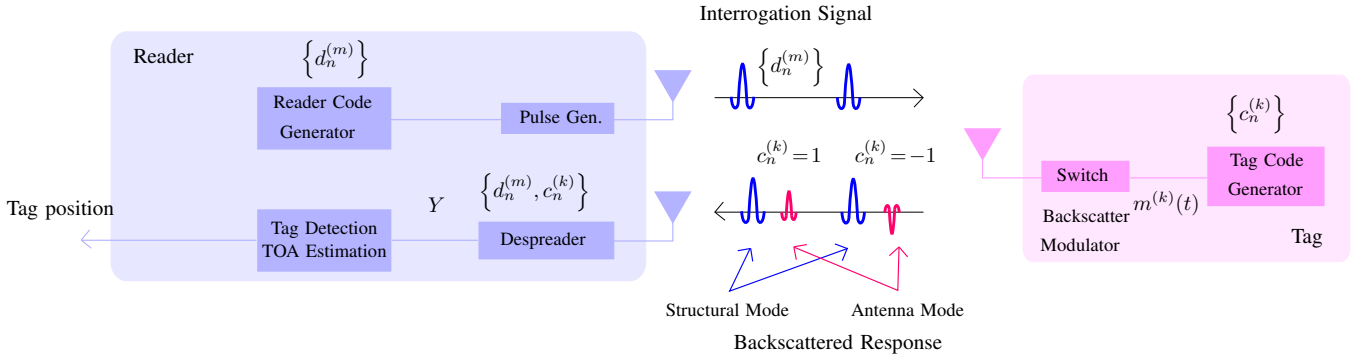 Interrogation Signal
Reader
{d_n^{(m)}}
Reader Code
Generator
Pulse Gen.
{d_n^{(m)}}
{c_n^{(k)}}
c_n^{(k)}=1
c_n^{(k)}=-1
Switch
Tag Code
Generator
m^{(k)}(t)
Backscatter
Modulator
Tag
Tag position
Y
{d_n^{(m)}, c_n^{(k)}}
Tag Detection
TOA Estimation
Despreader
Structural Mode
Antenna Mode
Backscattered Response